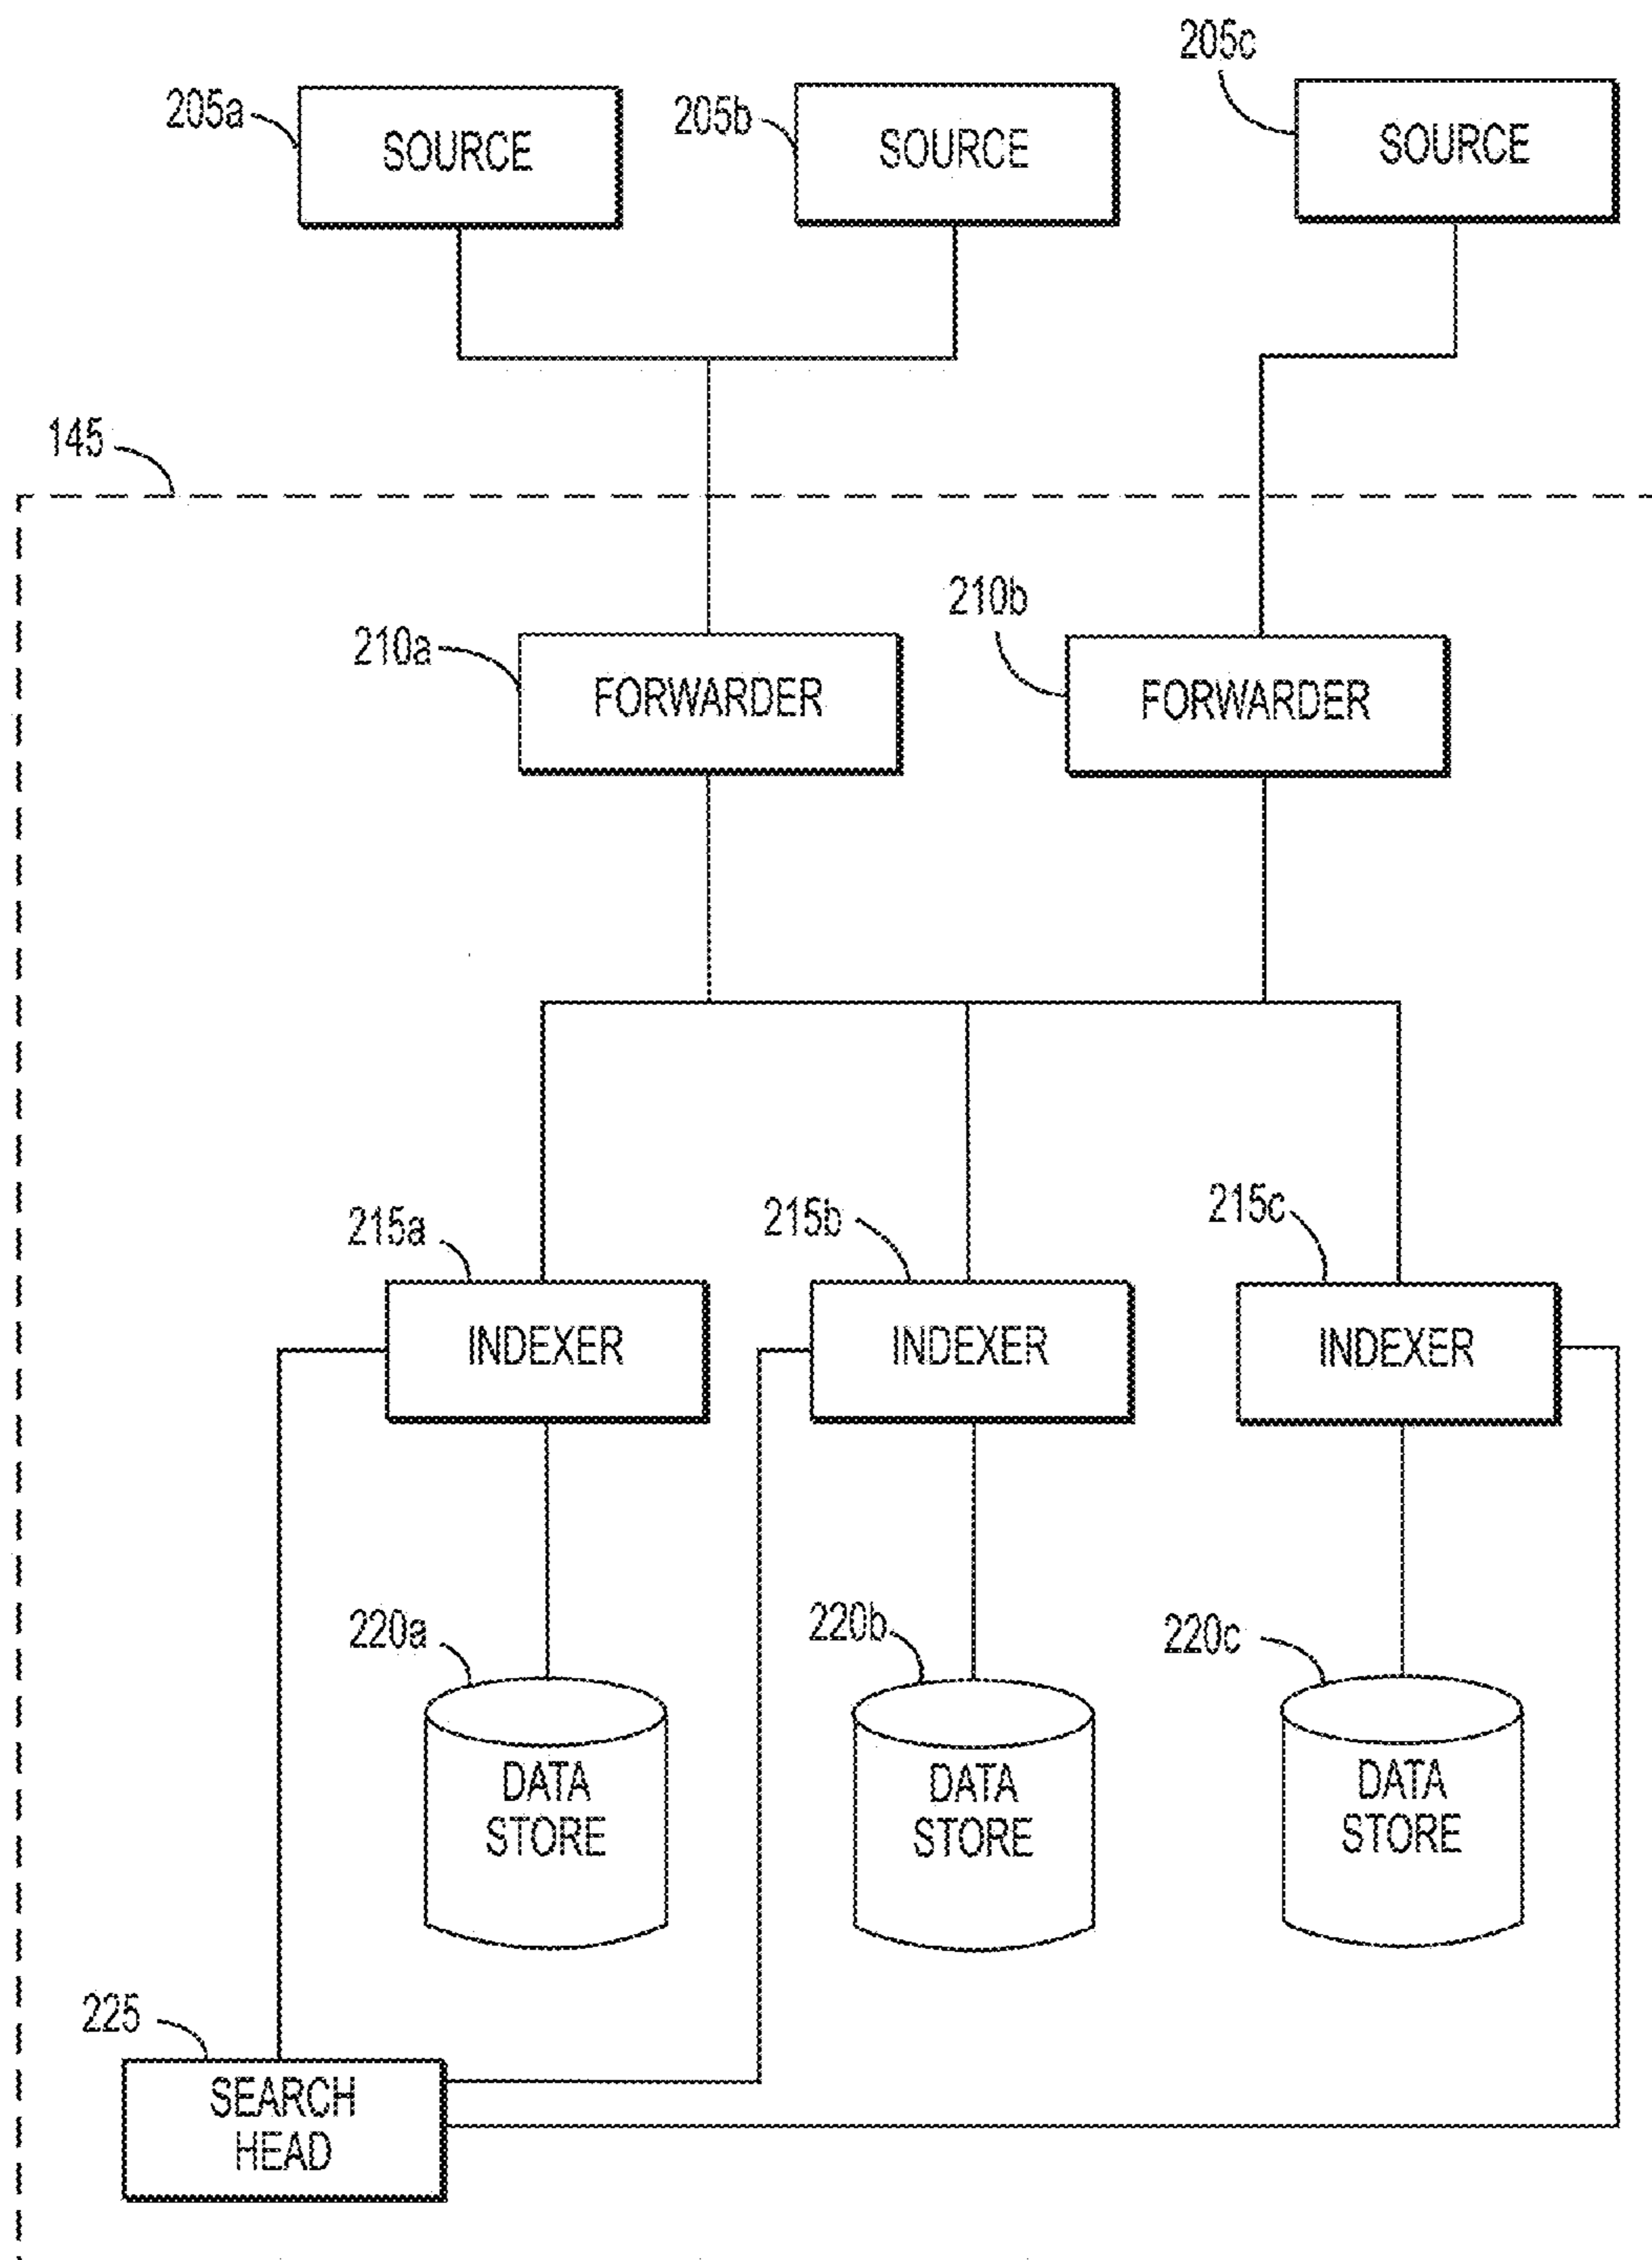 205a
SOURCE
205b
SOURCE
205c
SOURCE
145
210a
FORWARDER
210b
FORWARDER
215a
INDEXER
215b
INDEXER
215c
INDEXER
220a
DATA
STORE
220b
DATA
STORE
220c
DATA
STORE
225
SEARCH
HEAD